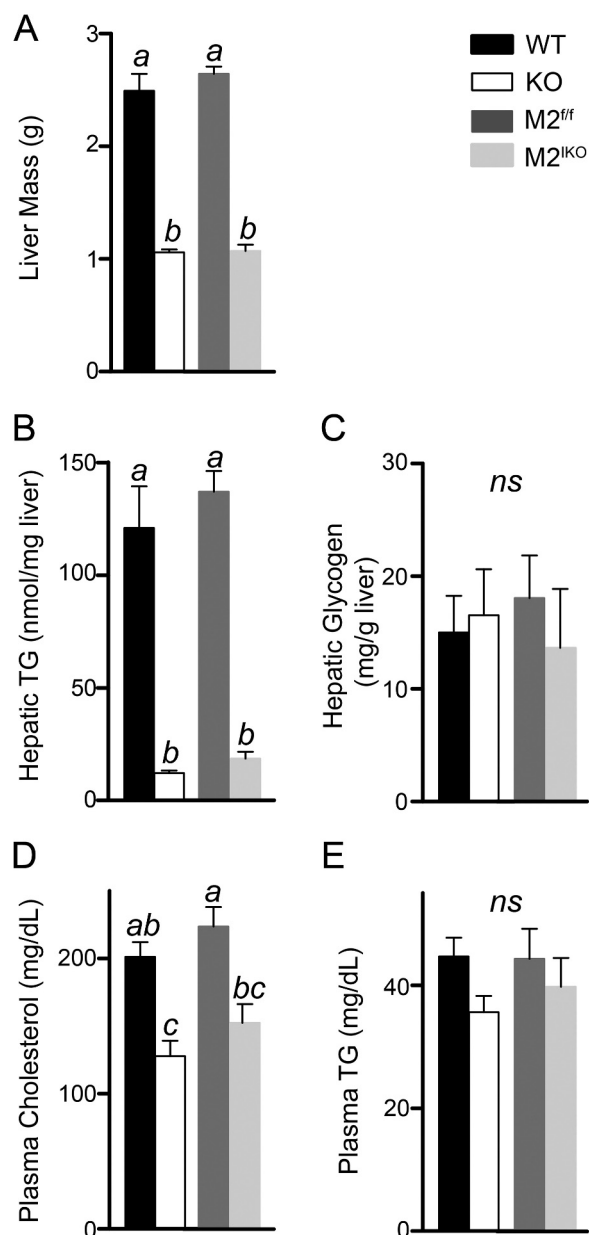 A
3
2
1
0
Liver Mass (g)
a
b
a
b
WT
KO
M2f/f
M2IKO
B
150
100
50
0
Hepatic TG (nmol/mg liver)
a
b
a
b
C
30
20
10
0
Hepatic Glycogen
(mg/g liver)
ns
D
200
100
0
Plasma Cholesterol (mg/dL)
ab
c
a
bc
E
40
20
0
Plasma TG (mg/dL)
ns